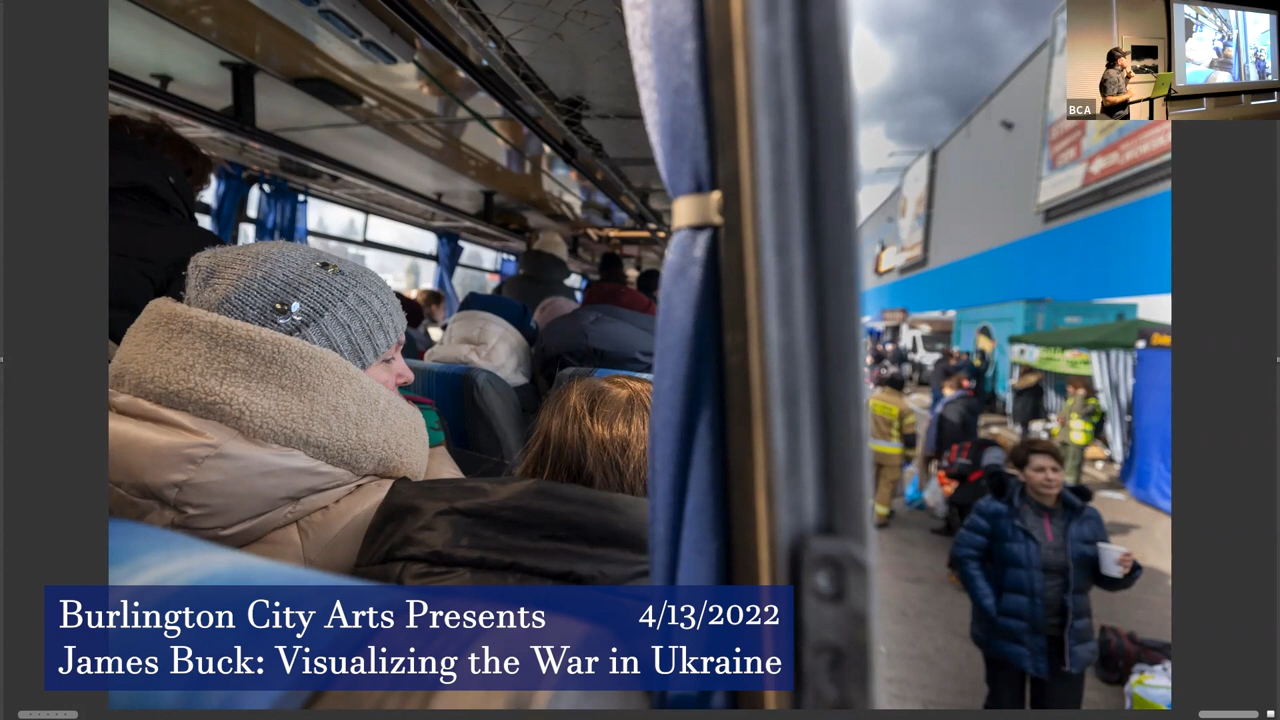 BCA
Burlington City Arts Presents 4/13/2022
James Buck: Visualizing the War in Ukraine